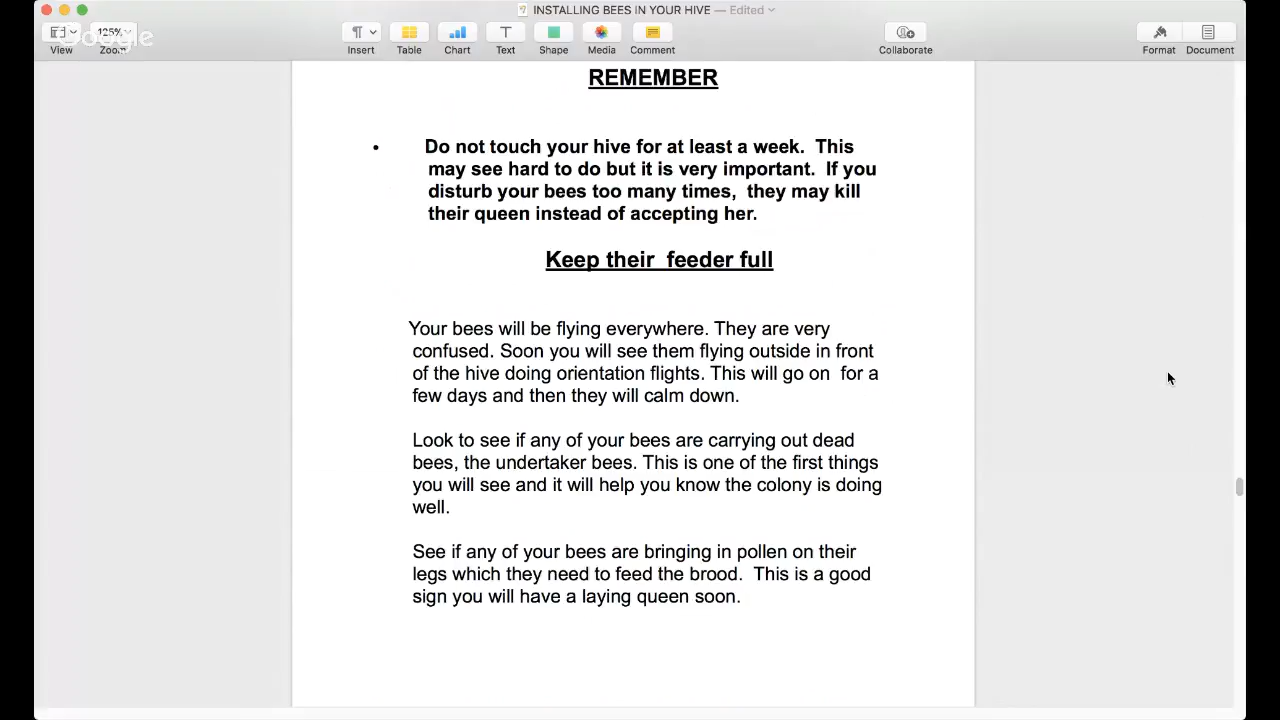 INSTALLING BEES IN YOUR HIVE — Edited
125%
Google
View
Zoom
Insert
Table
Chart
Text
Shape
Media
Comment
Collaborate
Format
Document
REMEMBER
• Do not touch your hive for at least a week.  This
may see hard to do but it is very important.  If you
disturb your bees too many times,  they may kill
their queen instead of accepting her.
Keep their  feeder full
Your bees will be flying everywhere. They are very
confused. Soon you will see them flying outside in front
of the hive doing orientation flights. This will go on  for a
few days and then they will calm down.
Look to see if any of your bees are carrying out dead
bees, the undertaker bees. This is one of the first things
you will see and it will help you know the colony is doing
well.
See if any of your bees are bringing in pollen on their
legs which they need to feed the brood.  This is a good
sign you will have a laying queen soon.